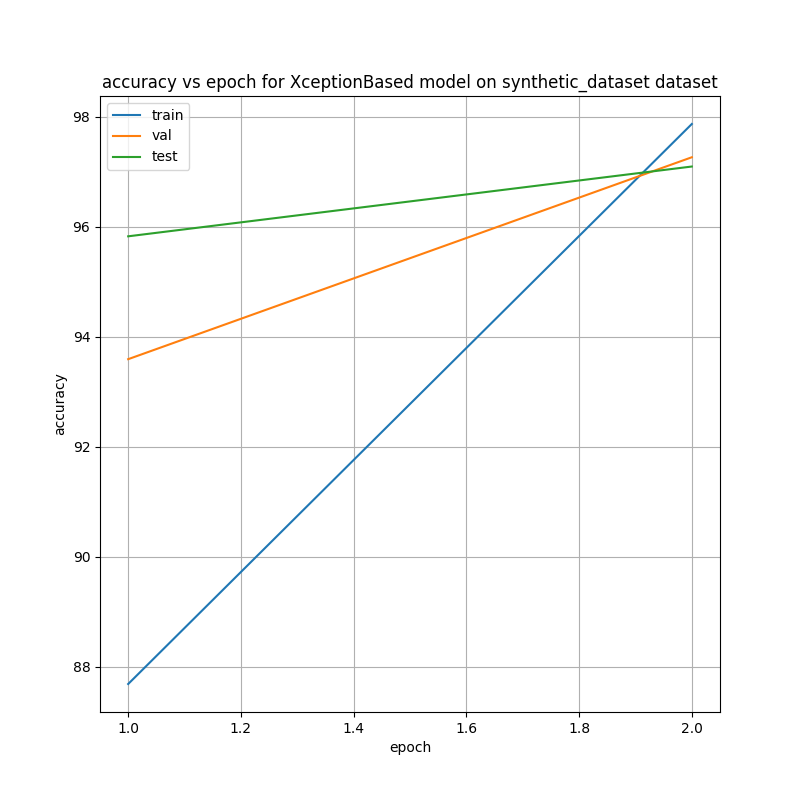 accuracy vs epoch for XceptionBased model on synthetic_dataset dataset
train
val
test
98
96
94
92
90
88
accuracy
1.0 1.2 1.4 1.6 1.8 2.0
epoch